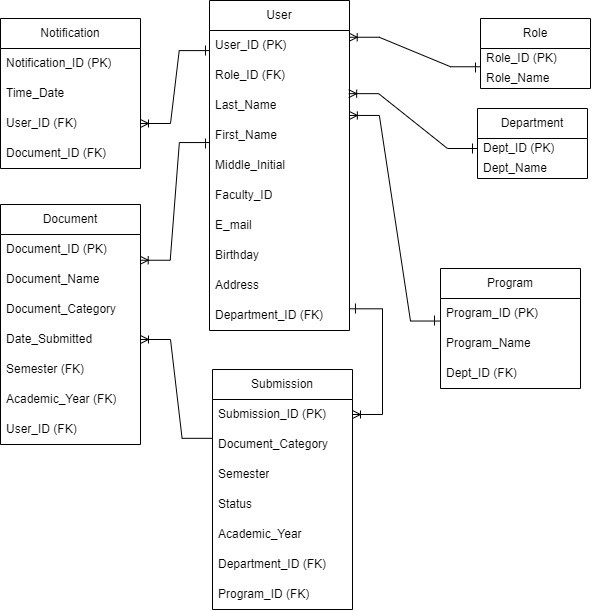 Notification
Notification_ID (PK)
Time_Date
User_ID (FK)
Document_ID (FK)
User
User_ID (PK)
Role_ID (FK)
Last_Name
First_Name
Middle_Initial
Faculty_ID
E_mail
Birthday
Address
Department_ID (FK)
Role
Role_ID (PK)
Role_Name
Department
Dept_ID (PK)
Dept_Name
Document
Document_ID (PK)
Document_Name
Document_Category
Date_Submitted
Semester (FK)
Academic_Year (FK)
User_ID (FK)
Program
Program_ID (PK)
Program_Name
Dept_ID (FK)
Submission
Submission_ID (PK)
Document_Category
Semester
Status
Academic_Year
Department_ID (FK)
Program_ID (FK)